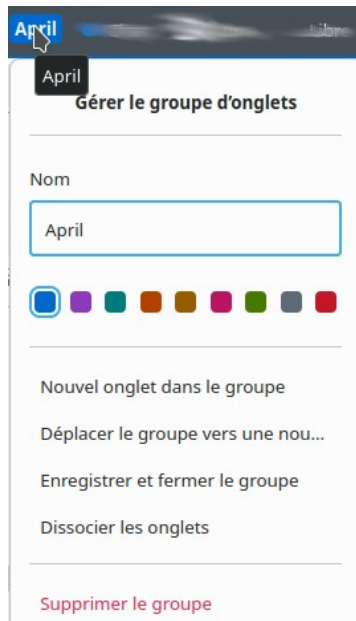 April
Libre
April
Gérer le groupe d’onglets
Nom
April
Nouvel onglet dans le groupe
Déplacer le groupe vers une nou...
Enregistrer et fermer le groupe
Dissocier les onglets
Supprimer le groupe